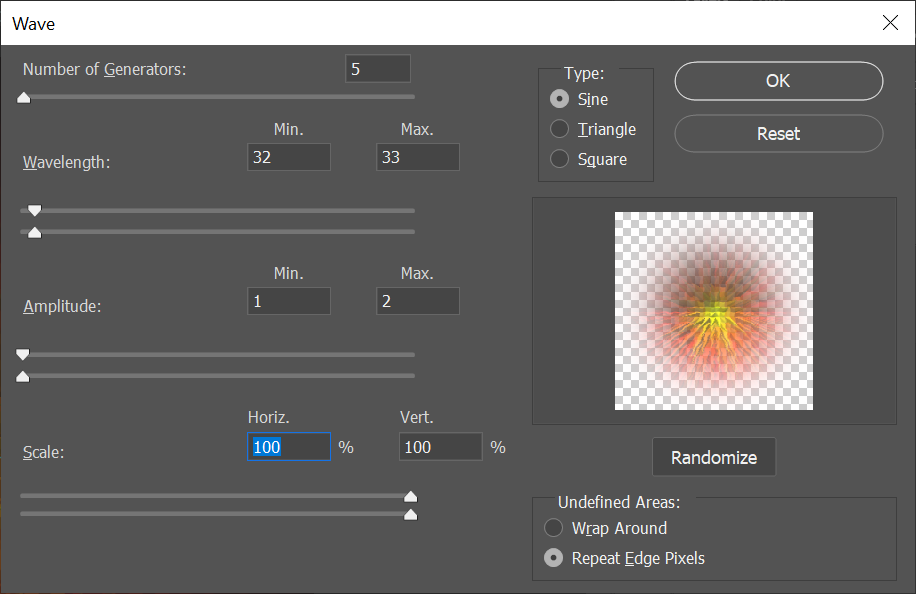 Wave
Number of Generators: 5
Min. Max.
Wavelength: 32 33
Min. Max.
Amplitude: 1 2
Horiz. Vert.
Scale: 100 % 100 %
Type:
Sine
Triangle
Square
OK
Reset
Randomize
Undefined Areas:
Wrap Around
Repeat Edge Pixels